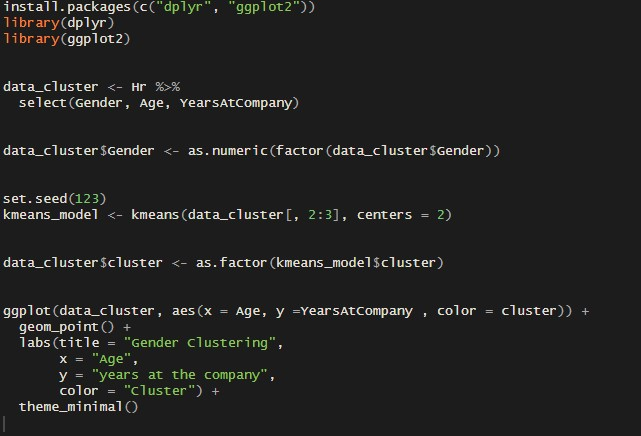 install.packages(c("dplyr", "ggplot2"))
library(dplyr)
library(ggplot2)
data_cluster <- Hr %>%
  select(Gender, Age, YearsAtCompany)
data_cluster$Gender <- as.numeric(factor(data_cluster$Gender))
set.seed(123)
kmeans_model <- kmeans(data_cluster[, 2:3], centers = 2)
data_cluster$cluster <- as.factor(kmeans_model$cluster)
ggplot(data_cluster, aes(x = Age, y =YearsAtCompany , color = cluster)) +
  geom_point() +
  labs(title = "Gender Clustering",
       x = "Age",
       y = "years at the company",
       color = "Cluster") +
  theme_minimal()